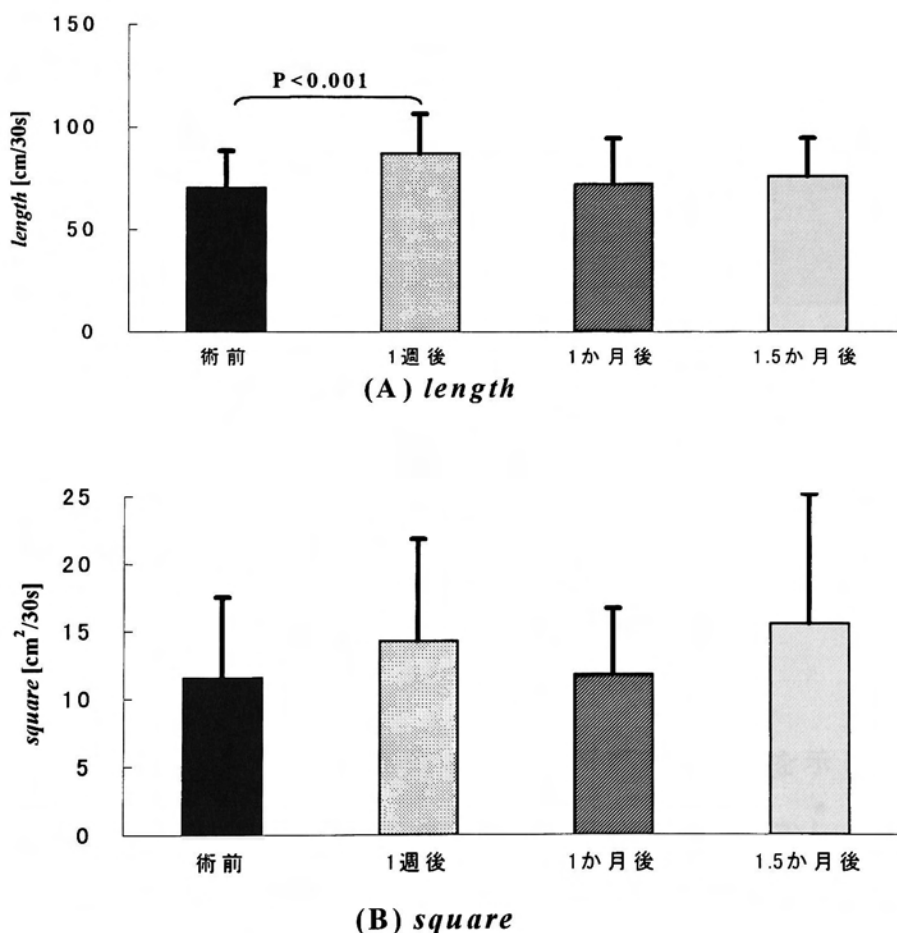 150
P<0.001
100
length [cm/30s]
50
0
術前
1週後
1か月後
1.5か月後
(A) length
25
20
square [cm²/30s]
15
10
5
0
術前
1週後
1か月後
1.5か月後
(B) square